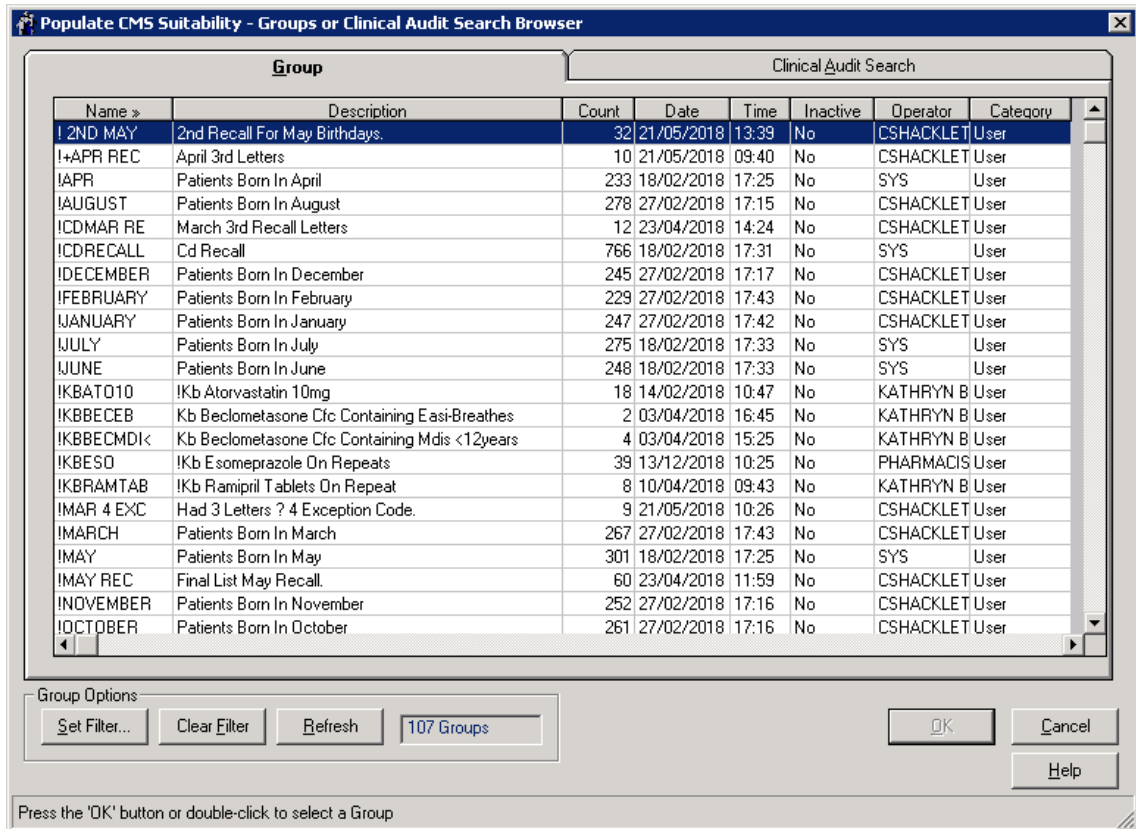 Populate CMS Suitability - Groups or Clinical Audit Search Browser
Group Clinical Audit Search
Name » Description Count Date Time Inactive Operator Category
! 2ND MAY 2nd Recall For May Birthdays. 32 21/05/2018 13:39 No CSHACKLET User
!+APR REC April 3rd Letters 10 21/05/2018 09:40 No CSHACKLET User
!APR Patients Born In April 233 18/02/2018 17:25 No SYS User
!AUGUST Patients Born In August 278 27/02/2018 17:15 No CSHACKLET User
!CDMAR RE March 3rd Recall Letters 12 23/04/2018 14:24 No CSHACKLET User
!CDRECALL Cd Recall 766 18/02/2018 17:31 No SYS User
!DECEMBER Patients Born In December 245 27/02/2018 17:17 No CSHACKLET User
!FEBRUARY Patients Born In February 229 27/02/2018 17:43 No CSHACKLET User
!JANUARY Patients Born In January 247 27/02/2018 17:42 No CSHACKLET User
!JULY Patients Born In July 275 18/02/2018 17:33 No SYS User
!JUNE Patients Born In June 248 18/02/2018 17:33 No SYS User
!KBATO10 !Kb Atorvastatin 10mg 18 14/02/2018 10:47 No KATHRYN B User
!KBBECEB Kb Beclometasone Cfc Containing Easi-Breathes 2 03/04/2018 16:45 No KATHRYN B User
!KBBECMDI< Kb Beclometasone Cfc Containing Mdis <12years 4 03/04/2018 15:25 No KATHRYN B User
!KBESO !Kb Esomeprazole On Repeats 39 13/12/2018 10:25 No PHARMACIS User
!KBRAMTAB !Kb Ramipril Tablets On Repeat 8 10/04/2018 09:43 No KATHRYN B User
!MAR 4 EXC Had 3 Letters ? 4 Exception Code. 9 21/05/2018 10:26 No CSHACKLET User
!MARCH Patients Born In March 267 27/02/2018 17:43 No CSHACKLET User
!MAY Patients Born In May 301 18/02/2018 17:25 No SYS User
!MAY REC Final List May Recall. 60 23/04/2018 11:59 No CSHACKLET User
!NOVEMBER Patients Born In November 252 27/02/2018 17:16 No CSHACKLET User
!OCTOBER Patients Born In October 261 27/02/2018 17:16 No CSHACKLET User
Group Options
Set Filter... Clear Filter Refresh 107 Groups OK Cancel
Help
Press the 'OK' button or double-click to select a Group